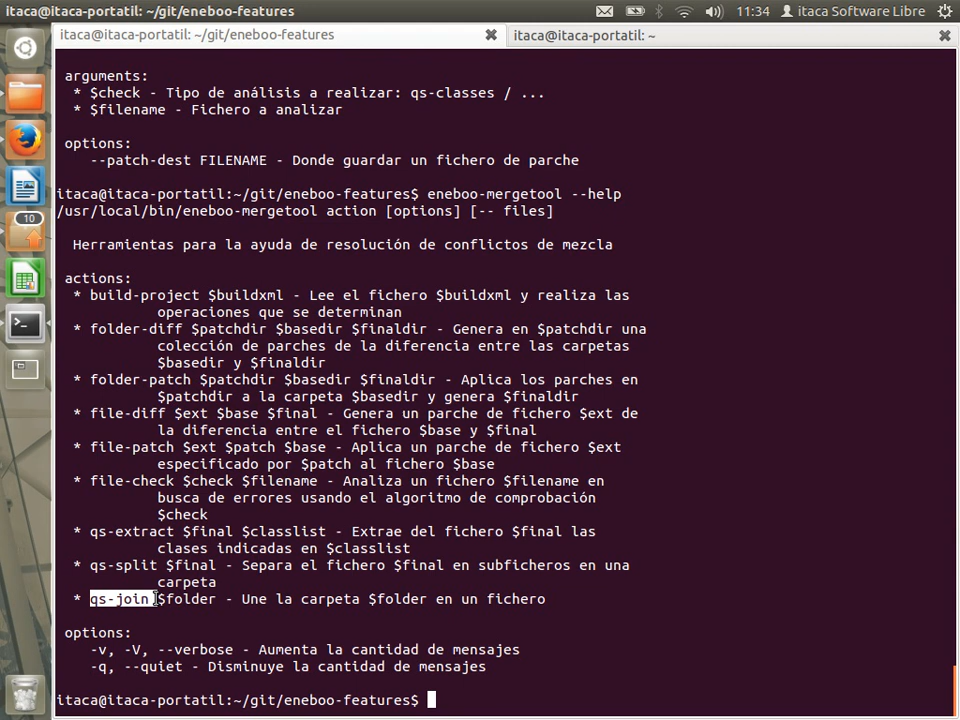 itaca@itaca-portatil: ~/git/eneboo-features
11:34
itaca Software Libre
itaca@itaca-portatil: ~/git/eneboo-features
itaca@itaca-portatil: ~
arguments:
* $check - Tipo de análisis a realizar: qs-classes / ...
* $filename - Fichero a analizar
options:
--patch-dest FILENAME - Donde guardar un fichero de parche
itaca@itaca-portatil:~/git/eneboo-features$ eneboo-mergetool --help
/usr/local/bin/eneboo-mergetool action [options] [-- files]
Herramientas para la ayuda de resolución de conflictos de mezcla
actions:
* build-project $buildxml - Lee el fichero $buildxml y realiza las
operaciones que se determinan
* folder-diff $patchdir $basedir $finaldir - Genera en $patchdir una
colección de parches de la diferencia entre las carpetas
$basedir y $finaldir
* folder-patch $patchdir $basedir $finaldir - Aplica los parches en
$patchdir a la carpeta $basedir y genera $finaldir
* file-diff $ext $base $final - Genera un parche de fichero $ext de
la diferencia entre el fichero $base y $final
* file-patch $ext $patch $base - Aplica un parche de fichero $ext
especificado por $patch al fichero $base
* file-check $check $filename - Analiza un fichero $filename en
busca de errores usando el algoritmo de comprobación
$check
* qs-extract $final $classlist - Extrae del fichero $final las
clases indicadas en $classlist
* qs-split $final - Separa el fichero $final en subficheros en una
carpeta
* qs-join $folder - Une la carpeta $folder en un fichero
options:
-v, -V, --verbose - Aumenta la cantidad de mensajes
-q, --quiet - Disminuye la cantidad de mensajes
itaca@itaca-portatil:~/git/eneboo-features$
10